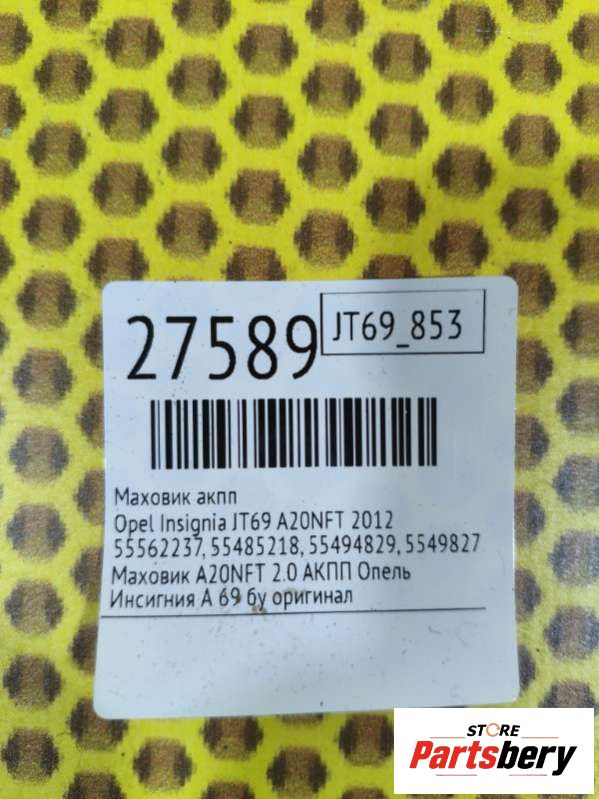 27589
JT69_853
Маховик акпп
Opel Insignia JT69 A20NFT 2012
55562237, 55485218, 55494829, 5549827
Маховик A20NFT 2.0 АКПП Опель
Инсигния А 69 бу оригинал
STORE
Partsbery